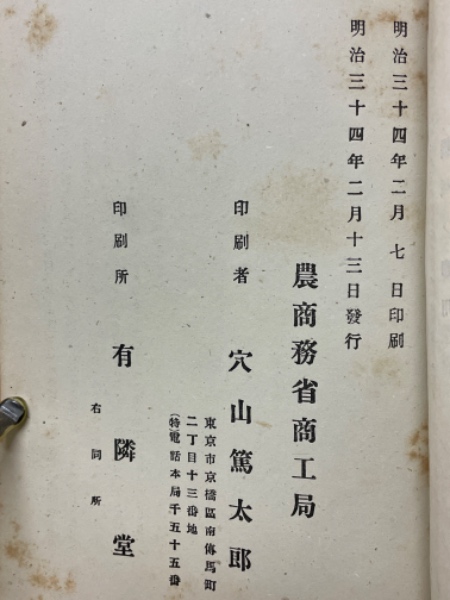 明治三十四年二月七日印刷
明治三十四年二月十三日發行
農商務省商工局
印刷者 穴山篤太郎
東京市京橋區南傳馬町
二丁目十三番地
(特)電話本局千五十五番
印刷所 有隣堂
右同所